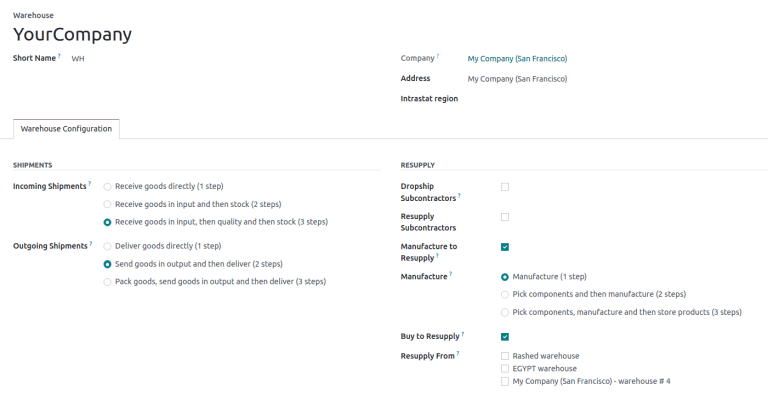 Warehouse
YourCompany
Short Name ? WH
Company ? My Company (San Francisco)
Address My Company (San Francisco)
Intrastat region
Warehouse Configuration
SHIPMENTS
Incoming Shipments ? Receive goods directly (1 step)
Receive goods in input and then stock (2 steps)
Receive goods in input, then quality and then stock (3 steps)
Outgoing Shipments ? Deliver goods directly (1 step)
Send goods in output and then deliver (2 steps)
Pack goods, send goods in output and then deliver (3 steps)
RESUPPLY
Dropship
Subcontractors ?
Resupply
Subcontractors
Manufacture to
Resupply ?
Manufacture ? Manufacture (1 step)
Pick components and then manufacture (2 steps)
Pick components, manufacture and then store products (3 steps)
Buy to Resupply ?
Resupply From ? Rashed warehouse
EGYPT warehouse
My Company (San Francisco) - warehouse # 4